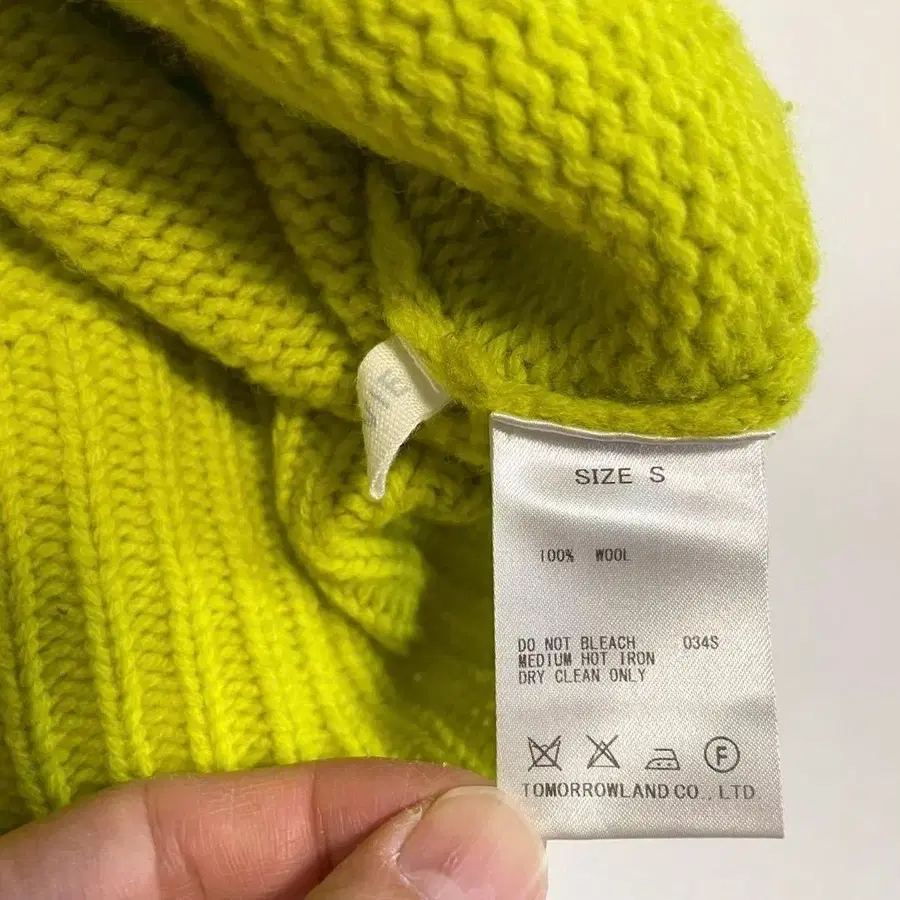 SIZE S
100% WOOL
DO NOT BLEACH 034S
MEDIUM HOT IRON
DRY CLEAN ONLY
F
TOMORROWLAND CO., LTD